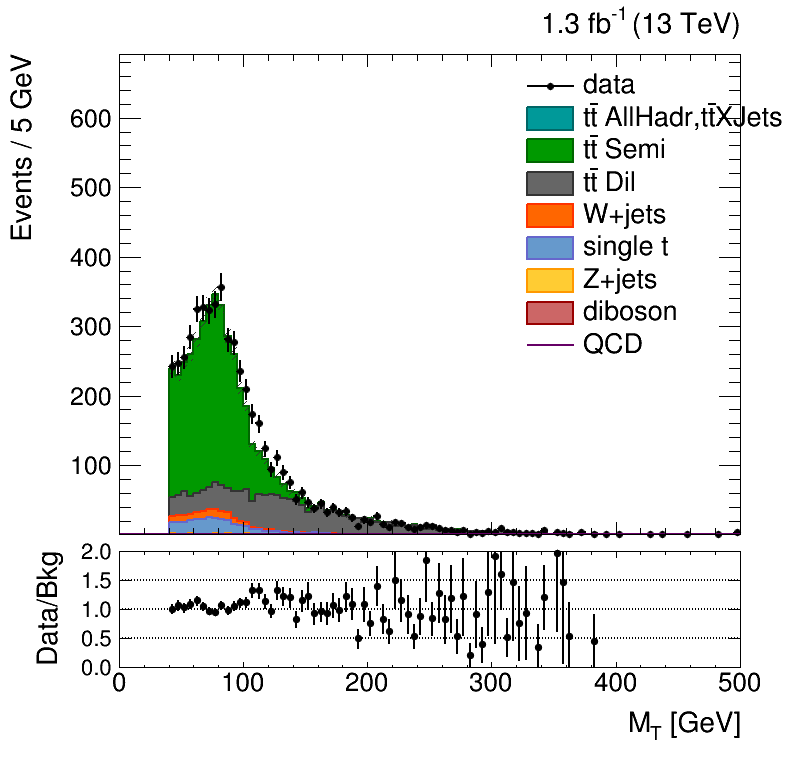 1.3 fb⁻¹ (13 TeV)
Events / 5 GeV
600
500
400
300
200
100
data
tt̄ AllHadr,tt̄XJets
tt̄ Semi
tt̄ Dil
W+jets
single t
Z+jets
diboson
QCD
Data/Bkg
2.0
1.5
1.0
0.5
0.0
0 100 200 300 400 500
M_T [GeV]